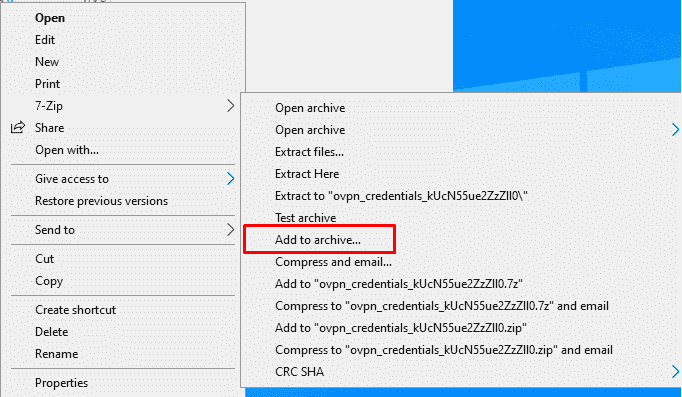 Open
Edit
New
Print
7-Zip
Share
Open with...
Give access to
Restore previous versions
Send to
Cut
Copy
Create shortcut
Delete
Rename
Properties
Open archive
Open archive
Extract files...
Extract Here
Extract to "ovpn_credentials_kUcN55ue2ZzZII0\"
Test archive
Add to archive...
Compress and email...
Add to "ovpn_credentials_kUcN55ue2ZzZII0.7z"
Compress to "ovpn_credentials_kUcN55ue2ZzZII0.7z" and email
Add to "ovpn_credentials_kUcN55ue2ZzZII0.zip"
Compress to "ovpn_credentials_kUcN55ue2ZzZII0.zip" and email
CRC SHA